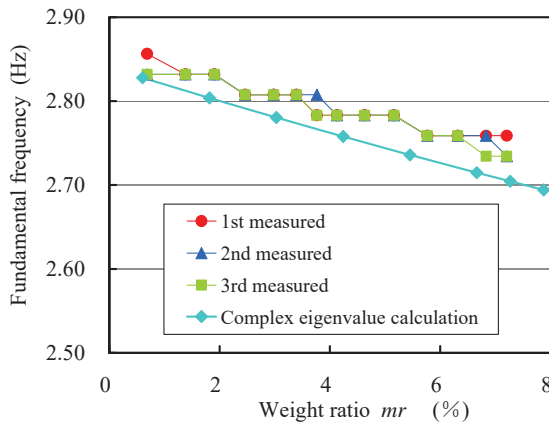 Fundamental frequency (Hz)
2.90
2.80
2.70
2.60
2.50
1st measured
2nd measured
3rd measured
Complex eigenvalue calculation
0 2 4 6 8
Weight ratio mr (%)